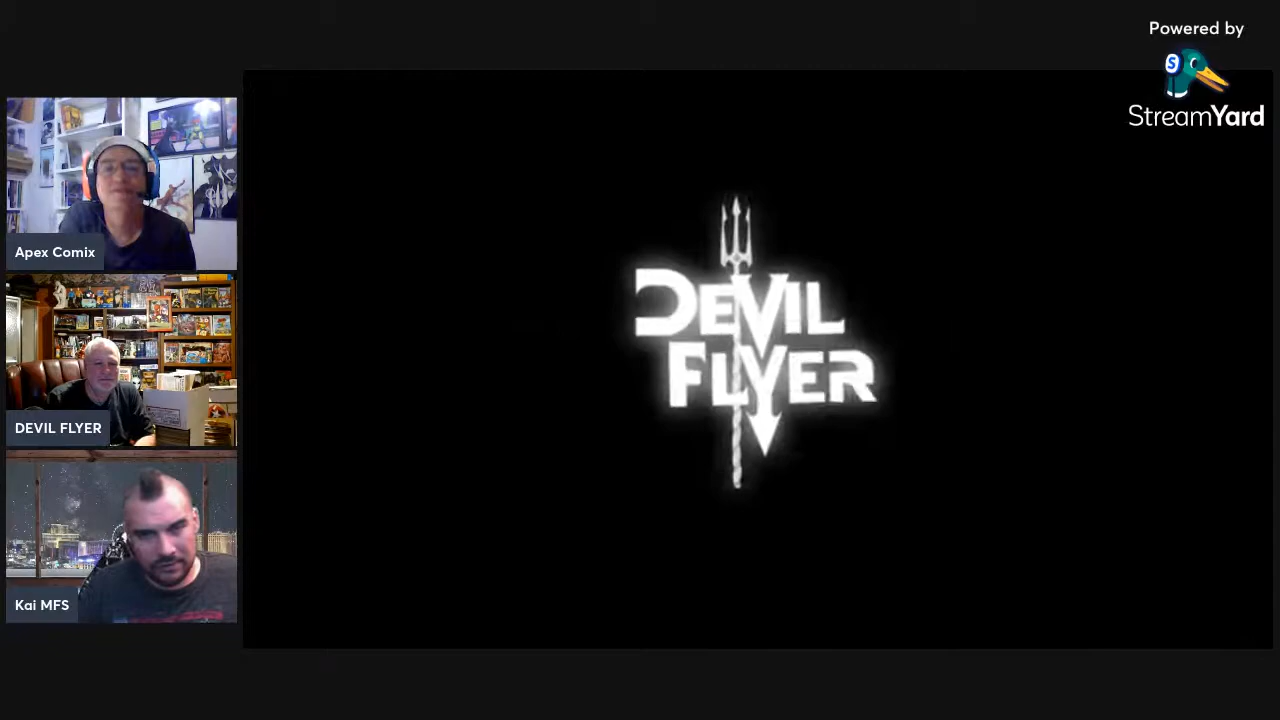 Powered by
StreamYard
Apex Comix
DEVIL FLYER
Kai MFS
DEVIL
FLYER